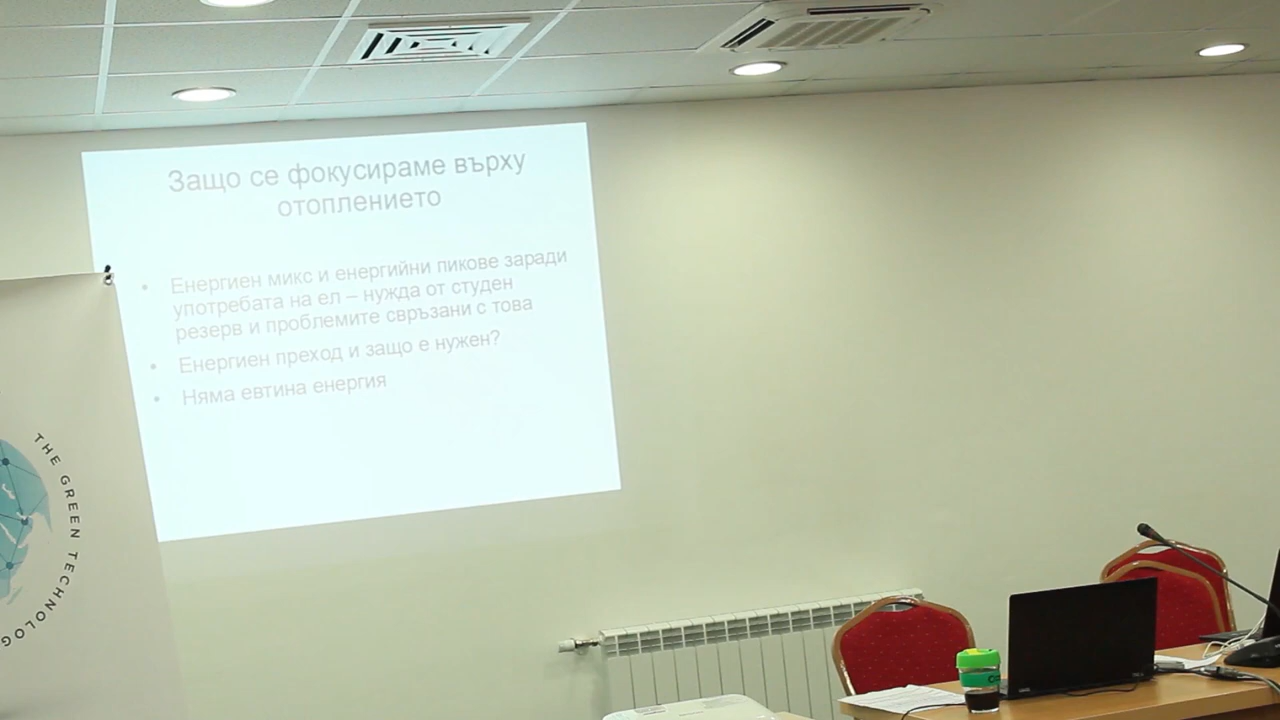 Защо се фокусираме върху
отоплението
• Енергиен микс и енергийни пикове заради
употребата на ел – нужда от студен
резерв и проблемите свръзани с това
• Енергиен преход и защо е нужен?
• Няма евтина енергия
THE GREEN TECHNOLOG